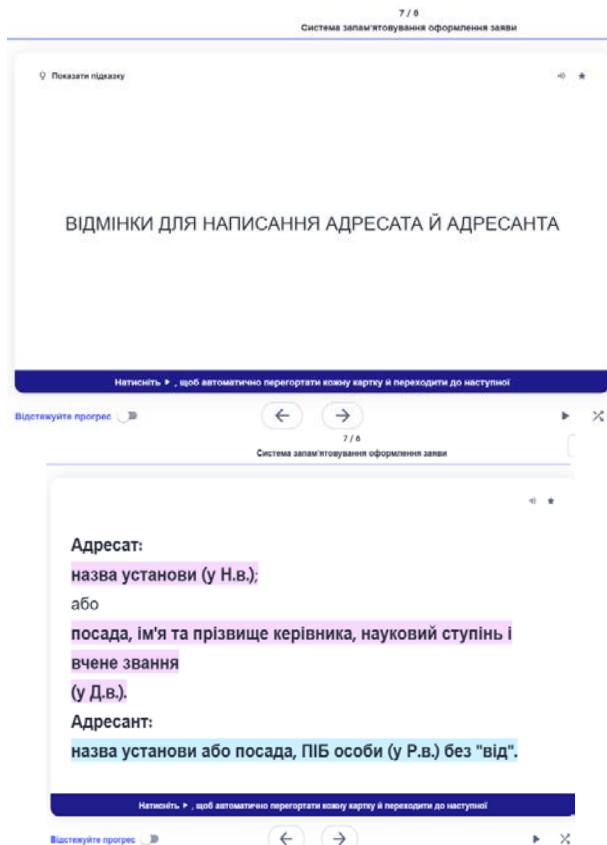 7 / 8
Система запам'ятовування оформлення заяви
Показати підказку
ВІДМІНКИ ДЛЯ НАПИСАННЯ АДРЕСАТА Й АДРЕСАНТА
Натисніть , щоб автоматично перегортати кожну картку й переходити до наступної
Відстежуйте прогрес
7 / 8
Система запам'ятовування оформлення заяви
Адресат:
назва установи (у Н.в.);
або
посада, ім'я та прізвище керівника, науковий ступінь і
вчене звання
(у Д.в.).
Адресант:
назва установи або посада, ПІБ особи (у Р.в.) без "від".
Натисніть , щоб автоматично перегортати кожну картку й переходити до наступної
Відстежуйте прогрес